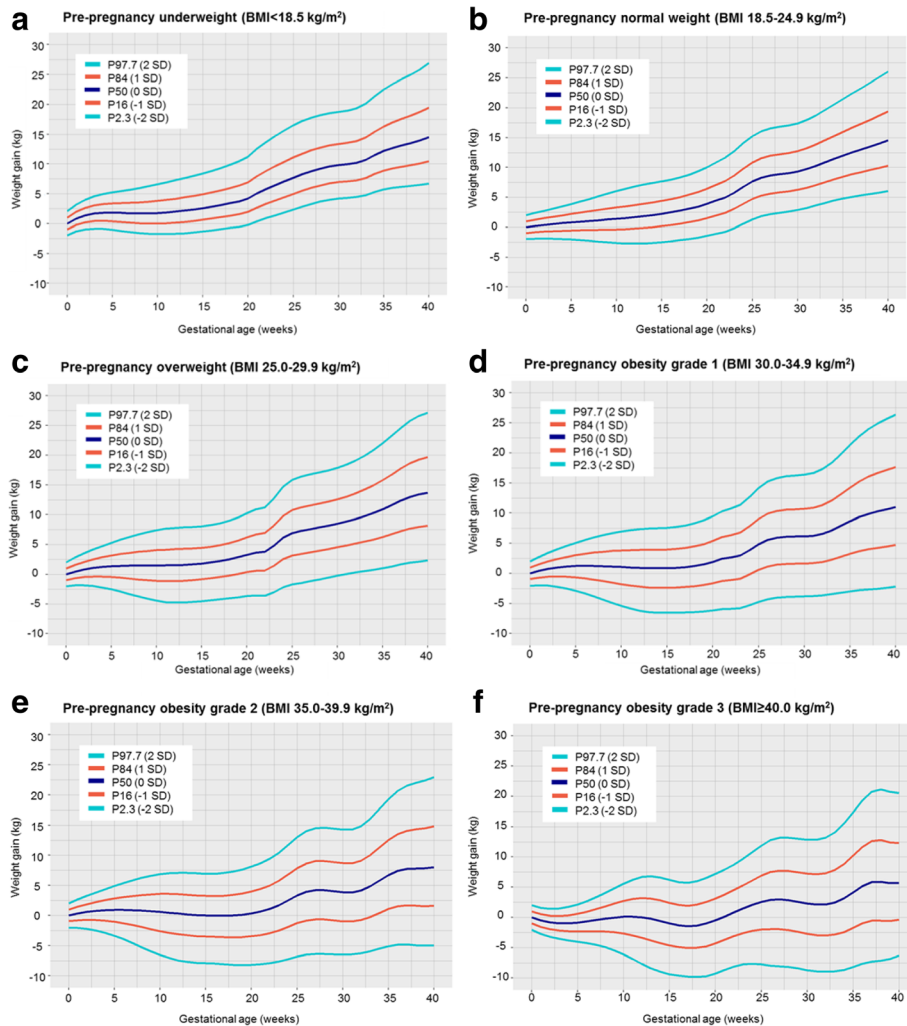 a Pre-pregnancy underweight (BMI<18.5 kg/m²)
30
25
20
15
10
5
0
-5
-10
Weight gain (kg)
P97.7 (2 SD)
P84 (1 SD)
P50 (0 SD)
P16 (-1 SD)
P2.3 (-2 SD)
0 5 10 15 20 25 30 35 40
Gestational age (weeks)
b Pre-pregnancy normal weight (BMI 18.5-24.9 kg/m²)
30
25
20
15
10
5
0
-5
-10
Weight gain (kg)
P97.7 (2 SD)
P84 (1 SD)
P50 (0 SD)
P16 (-1 SD)
P2.3 (-2 SD)
0 5 10 15 20 25 30 35 40
Gestational age (weeks)
c Pre-pregnancy overweight (BMI 25.0-29.9 kg/m²)
30
25
20
15
10
5
0
-5
-10
Weight gain (kg)
P97.7 (2 SD)
P84 (1 SD)
P50 (0 SD)
P16 (-1 SD)
P2.3 (-2 SD)
0 5 10 15 20 25 30 35 40
Gestational age (weeks)
d Pre-pregnancy obesity grade 1 (BMI 30.0-34.9 kg/m²)
30
25
20
15
10
5
0
-5
-10
Weight gain (kg)
P97.7 (2 SD)
P84 (1 SD)
P50 (0 SD)
P16 (-1 SD)
P2.3 (-2 SD)
0 5 10 15 20 25 30 35 40
Gestational age (weeks)
e Pre-pregnancy obesity grade 2 (BMI 35.0-39.9 kg/m²)
30
25
20
15
10
5
0
-5
-10
Weight gain (kg)
P97.7 (2 SD)
P84 (1 SD)
P50 (0 SD)
P16 (-1 SD)
P2.3 (-2 SD)
0 5 10 15 20 25 30 35 40
Gestational age (weeks)
f Pre-pregnancy obesity grade 3 (BMI≥40.0 kg/m²)
30
25
20
15
10
5
0
-5
-10
Weight gain (kg)
P97.7 (2 SD)
P84 (1 SD)
P50 (0 SD)
P16 (-1 SD)
P2.3 (-2 SD)
0 5 10 15 20 25 30 35 40
Gestational age (weeks)